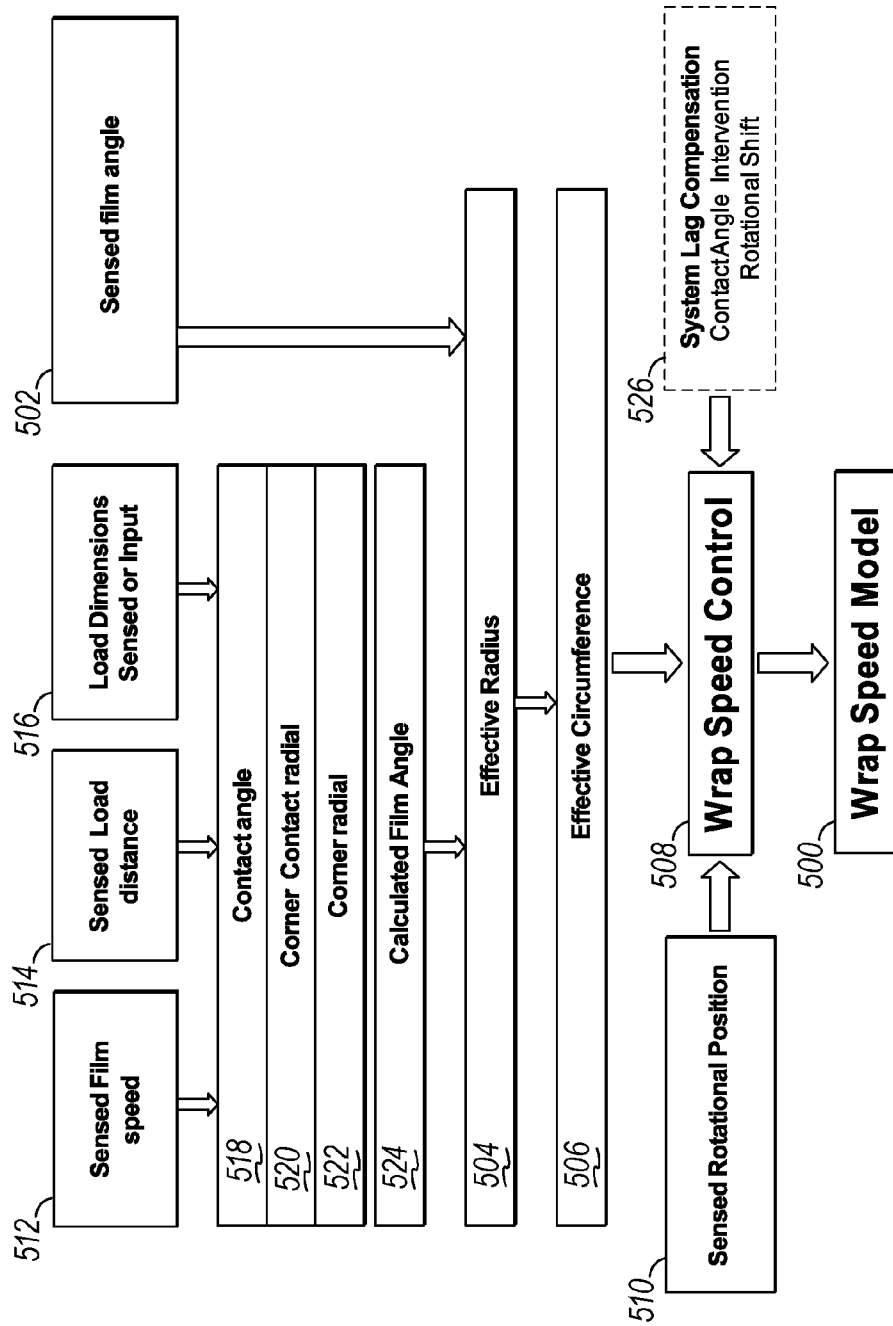 512
Sensed Film
speed
514
Sensed Load
distance
516
Load Dimensions
Sensed or Input
502
Sensed film angle
518
Contact angle
520
Corner Contact radial
522
Corner radial
524
Calculated Film Angle
504
Effective Radius
506
Effective Circumference
510
Sensed Rotational Position
508
Wrap Speed Control
526
System Lag Compensation
ContactAngle Intervention
Rotational Shift
500
Wrap Speed Model